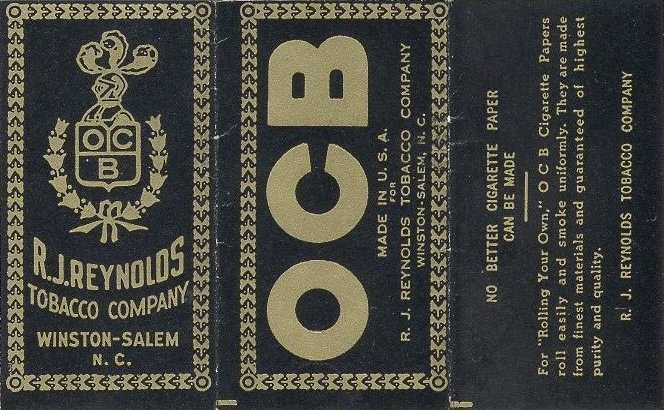 O C
B
R.J.REYNOLDS
TOBACCO COMPANY
WINSTON-SALEM
N. C.
OCB
MADE IN U. S. A.
FOR
R. J. REYNOLDS TOBACCO COMPANY
WINSTON-SALEM, N. C.
NO BETTER CIGARETTE PAPER
CAN BE MADE
For "Rolling Your Own," O C B Cigarette Papers
roll easily and smoke uniformly. They are made
from finest materials and guaranteed of highest
purity and quality.
R. J. REYNOLDS TOBACCO COMPANY